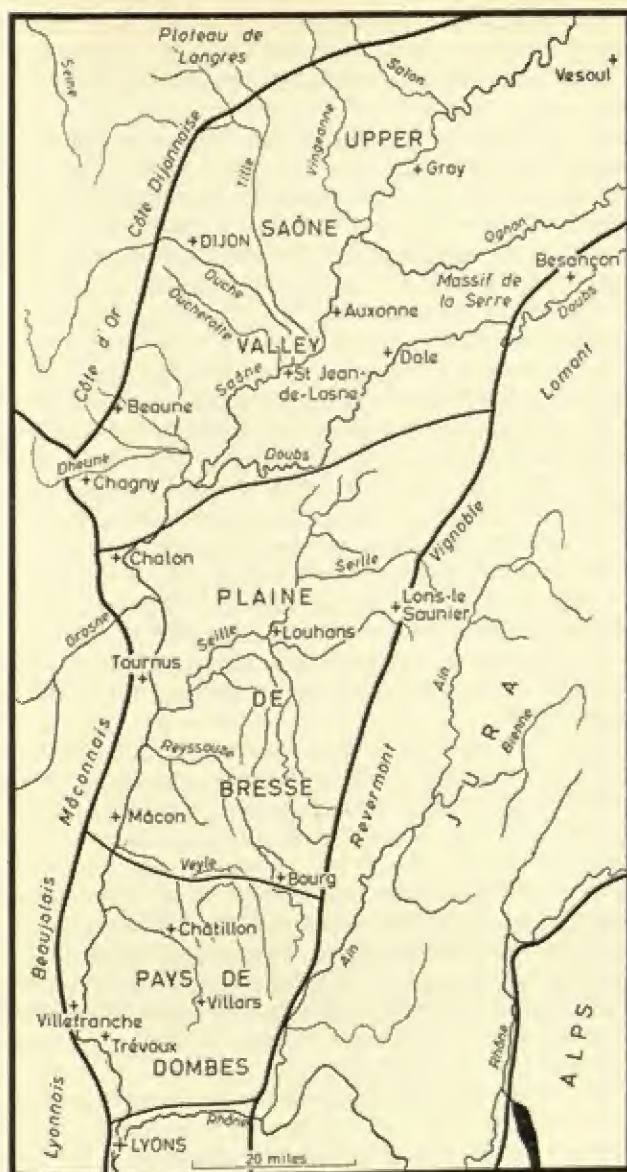 Plateau de
Langres
Seine
Salon
Vesoul
Vingeanne
UPPER
Gray
Côte Dijonnaise
Tille
SAÔNE
Ognon
DIJON
Besançon
Ouche
Massif de
la Serre
Doubs
Oucherotte
Auxonne
Lomont
Côte d'Or
VALLEY
Dole
Saône
St Jean-
de-Losne
Beaune
Dheune
Doubs
Chagny
Chalon
Vignoble
Seille
PLAINE
Grosne
Lons-le
Saunier
Seille
Louhans
Tournus
Ain
DE
JURA
Bienne
Reyssouze
Revermont
Mâconnais
BRESSE
Mâcon
Veyle
Bourg
Beaujolais
Châtillon
Ain
PAYS DE
Villars
Villefranche
Trévoux
Rhône
ALPS
DOMBES
Lyonnais
Rhône
LYONS
20 miles